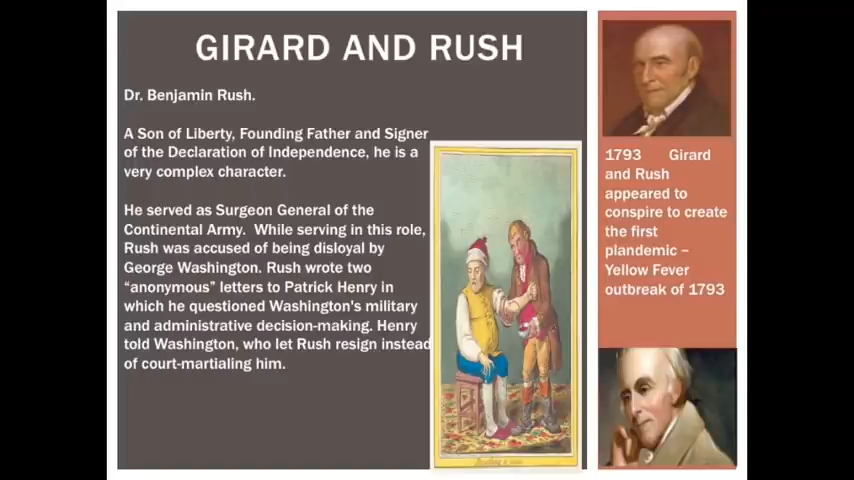 GIRARD AND RUSH
Dr. Benjamin Rush.
A Son of Liberty, Founding Father and Signer
of the Declaration of Independence, he is a
very complex character.
He served as Surgeon General of the
Continental Army.  While serving in this role,
Rush was accused of being disloyal by
George Washington. Rush wrote two
“anonymous” letters to Patrick Henry in
which he questioned Washington's military
and administrative decision-making. Henry
told Washington, who let Rush resign instead
of court-martialing him.
1793 Girard
and Rush
appeared to
conspire to create
the first
plandemic –
Yellow Fever
outbreak of 1793